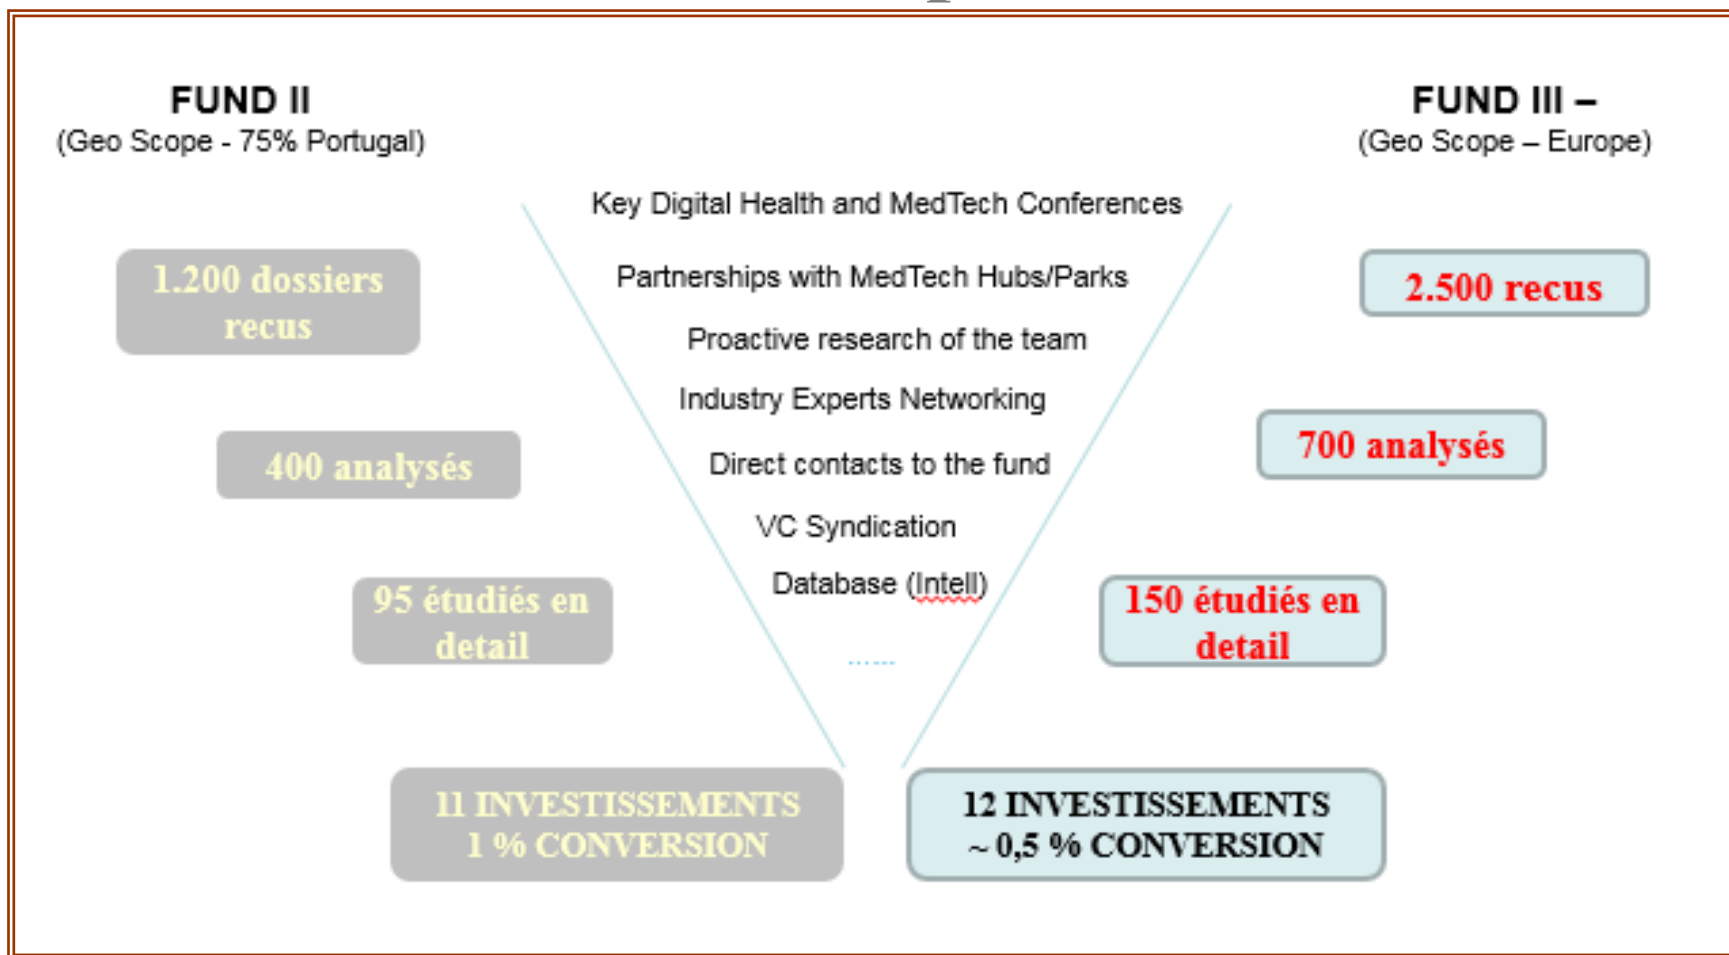 FUND II
(Geo Scope - 75% Portugal)
FUND III –
(Geo Scope – Europe)
Key Digital Health and MedTech Conferences
Partnerships with MedTech Hubs/Parks
Proactive research of the team
Industry Experts Networking
Direct contacts to the fund
VC Syndication
Database (Intell)
......
1.200 dossiers
recus
400 analysés
95 étudiés en
detail
11 INVESTISSEMENTS
1 % CONVERSION
2.500 recus
700 analysés
150 étudiés en
detail
12 INVESTISSEMENTS
~ 0,5 % CONVERSION